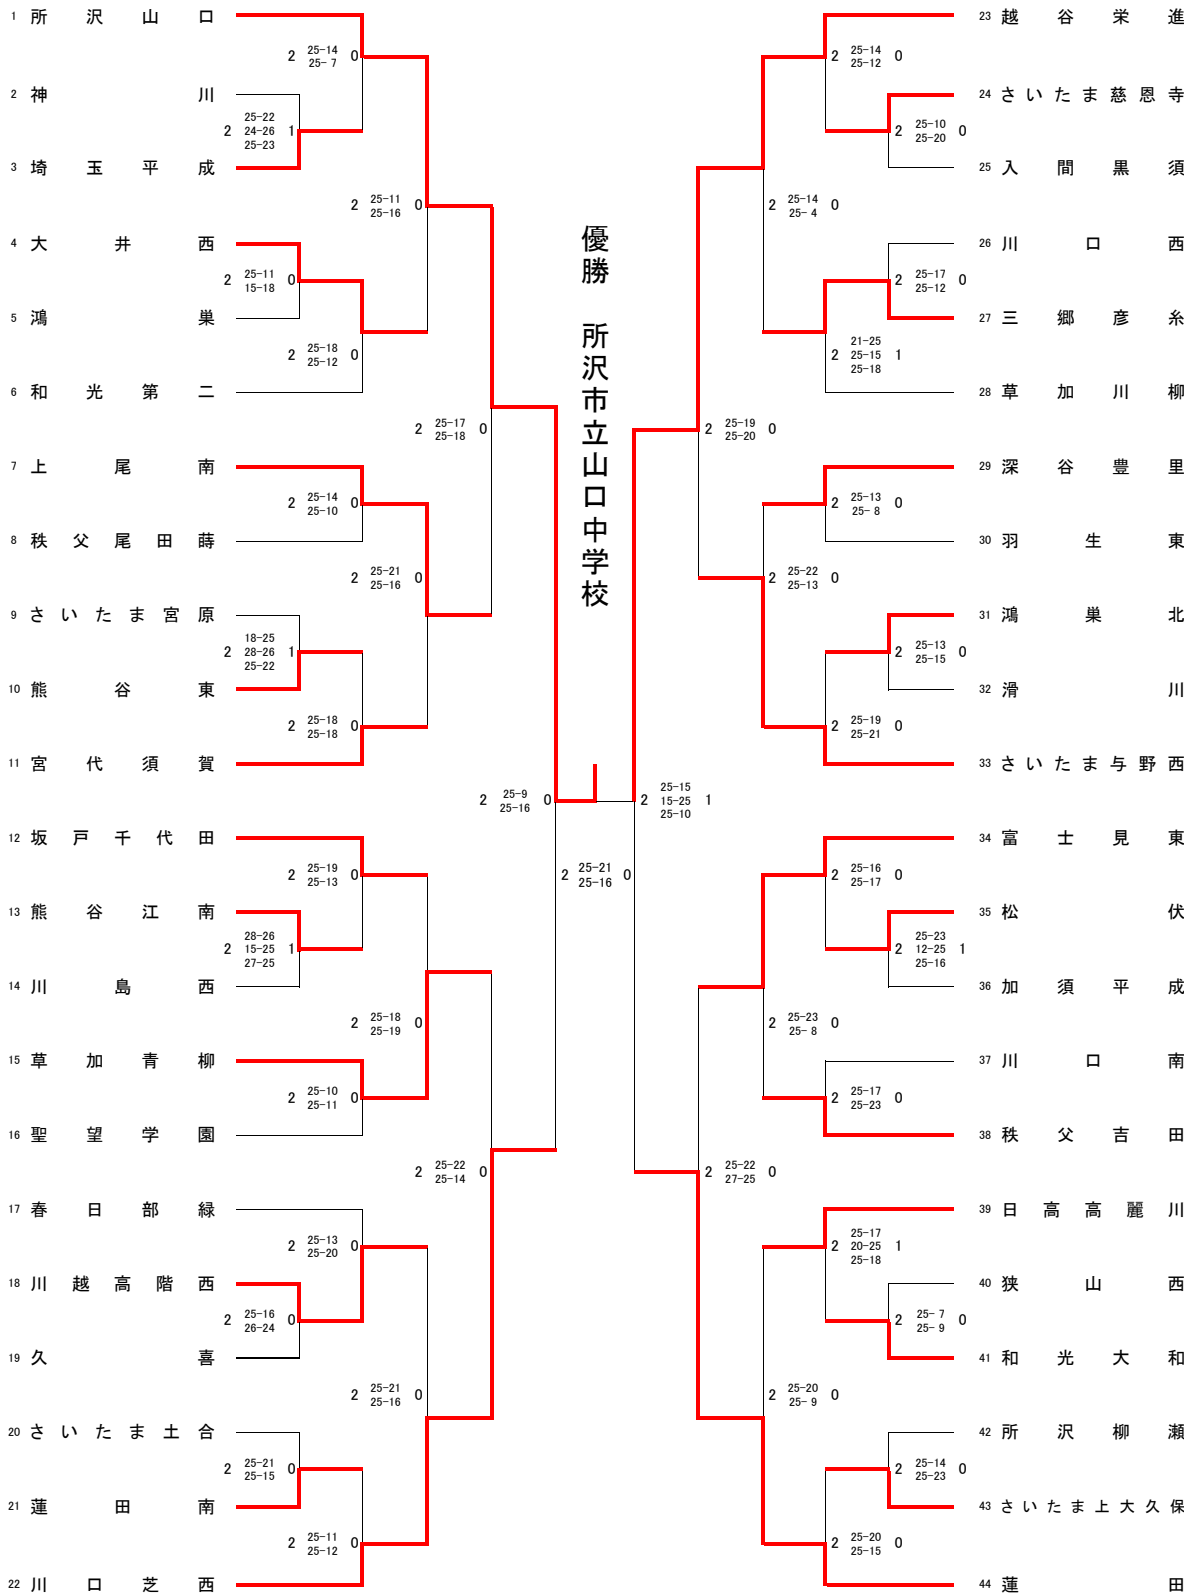 1 所沢山口
2 25-14 0
25- 7
2 神川
2 25-22 1
24-26
25-23
3 埼玉平成
2 25-11 0
25-16
4 大井西
2 25-11 0
15-18
5 鴻巣
2 25-18 0
25-12
6 和光第二
2 25-17 0
25-18
7 上尾南
2 25-14 0
25-10
8 秩父尾田蒔
2 25-21 0
25-16
9 さいたま宮原
2 18-25 1
28-26
25-22
10 熊谷東
2 25-18 0
25-18
11 宮代須賀
2 25-9 0
25-16
12 坂戸千代田
2 25-19 0
25-13
13 熊谷江南
2 28-26 1
15-25
27-25
14 川島西
2 25-18 0
25-19
15 草加青柳
2 25-10 0
25-11
16 聖望学園
2 25-22 0
25-14
17 春日部緑
2 25-13 0
25-20
18 川越高階西
2 25-16 0
26-24
19 久喜
2 25-21 0
25-16
20 さいたま土合
2 25-21 0
25-15
21 蓮田南
2 25-11 0
25-12
22 川口芝西
優勝 所沢市立山口中学校
2 25-21 0
25-16
23 越谷栄進
2 25-14 0
25-12
24 さいたま慈恩寺
2 25-10 0
25-20
25 入間黒須
2 25-14 0
25- 4
26 川口西
2 25-17 0
25-12
27 三郷彦糸
2 21-25 1
25-15
25-18
28 草加川柳
2 25-19 0
25-20
29 深谷豊里
2 25-13 0
25- 8
30 羽生東
2 25-22 0
25-13
31 鴻巣北
2 25-13 0
25-15
32 滑川
2 25-19 0
25-21
33 さいたま与野西
2 25-15 1
15-25
25-10
34 富士見東
2 25-16 0
25-17
35 松伏
2 25-23 1
12-25
25-16
36 加須平成
2 25-23 0
25- 8
37 川口南
2 25-17 0
25-23
38 秩父吉田
2 25-22 0
27-25
39 日高高麗川
2 25-17 1
20-25
25-18
40 狭山西
2 25- 7 0
25- 9
41 和光大和
2 25-20 0
25- 9
42 所沢柳瀬
2 25-14 0
25-23
43 さいたま上大久保
2 25-20 0
25-15
44 蓮田